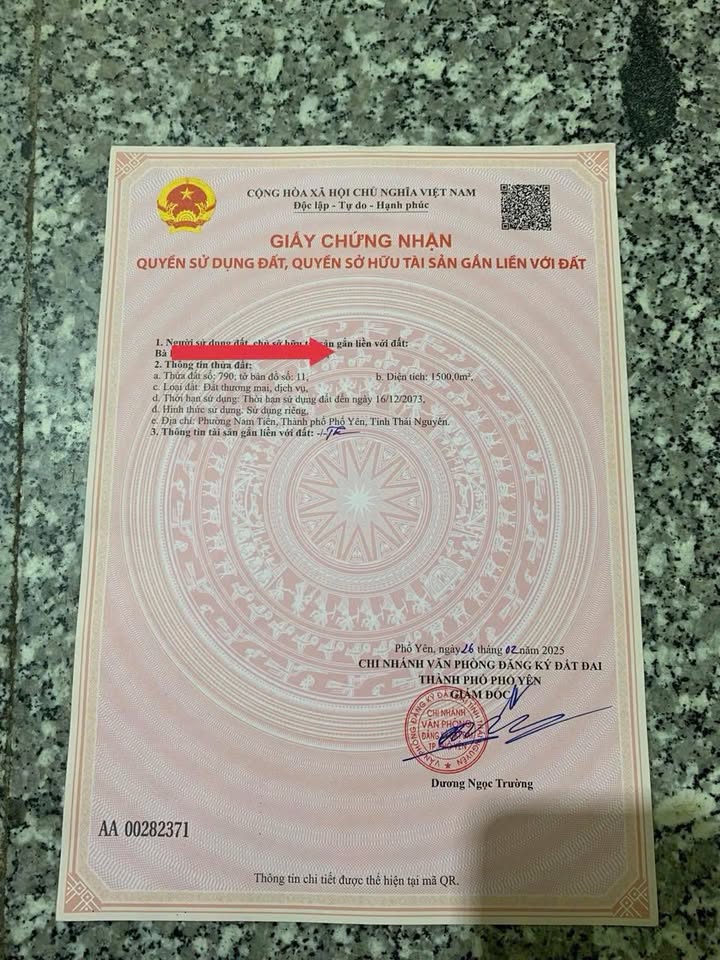 CỘNG HÒA XÃ HỘI CHỦ NGHĨA VIỆT NAM
Độc lập - Tự do - Hạnh phúc
GIẤY CHỨNG NHẬN
QUYỀN SỬ DỤNG ĐẤT, QUYỀN SỞ HỮU TÀI SẢN GẮN LIỀN VỚI ĐẤT
1. Người sử dụng đất, chủ sở hữu tài sản gắn liền với đất:
Bà
2. Thông tin thửa đất:
a. Thửa đất số: 790; tờ bản đồ số: 11, b. Diện tích: 1500,0m²,
c. Loại đất: Đất thương mại, dịch vụ,
d. Thời hạn sử dụng: Thời hạn sử dụng đất đến ngày 16/12/2073,
đ. Hình thức sử dụng: Sử dụng riêng,
e. Địa chỉ: Phường Nam Tiến, Thành phố Phổ Yên, Tỉnh Thái Nguyên.
3. Thông tin tài sản gắn liền với đất: -/-
Phổ Yên, ngày 26 tháng 02 năm 2025
CHI NHÁNH VĂN PHÒNG ĐĂNG KÝ ĐẤT ĐAI
THÀNH PHỐ PHỔ YÊN
GIÁM ĐỐC
CHI NHÁNH
VĂN PHÒNG
Dương Ngọc Trường
AA 00282371
Thông tin chi tiết được thể hiện tại mã QR.